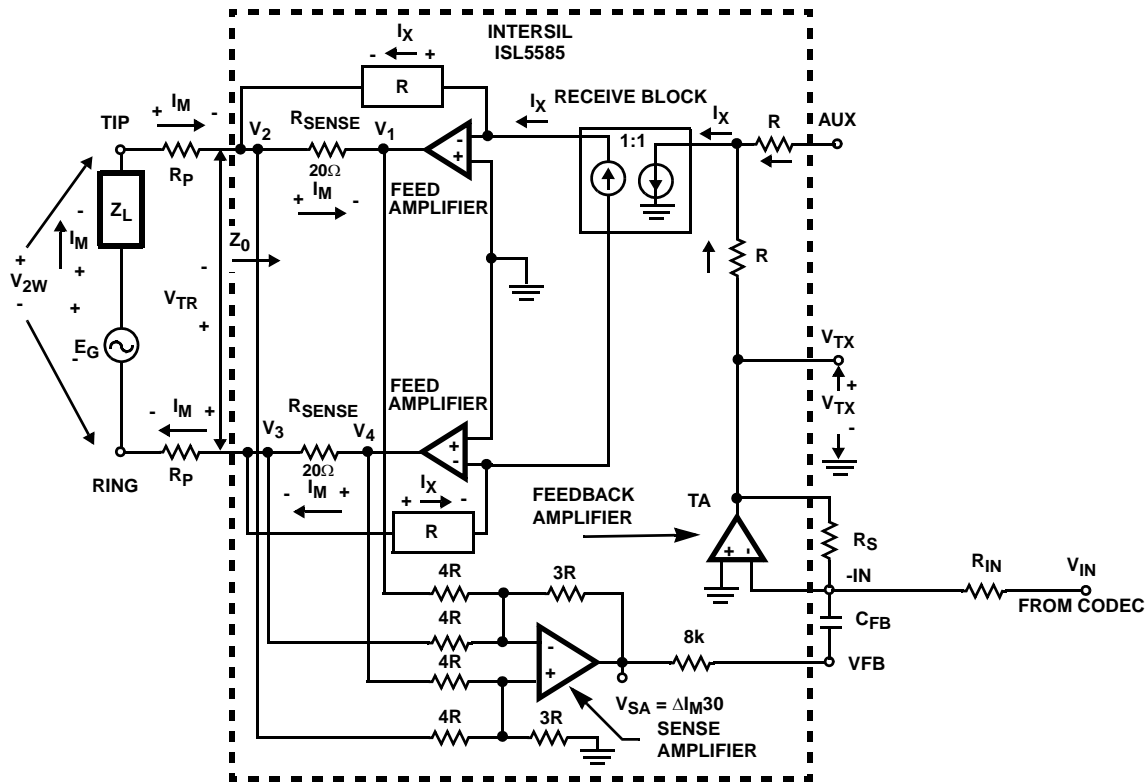 INTERSIL
ISL5585
I_X
- +
R
I_X
RECEIVE BLOCK
I_X
R
AUX
1:1
+ I_M -
TIP
R_P
V_2
R_SENSE
V_1
20Ω
+ I_M -
FEED
AMPLIFIER
-
+
Z_L
-
I_M
+
+
V_2W
-
+
+
E_G
-
Z_0
-
V_TR
+
R
V_TX
+
V_TX
-
FEED
AMPLIFIER
- I_M +
V_3
R_SENSE
V_4
20Ω
+
-
R_P
RING
- I_M +
I_X
+ -
R
FEEDBACK
AMPLIFIER
TA
+ -
R_S
-IN
R_IN
V_IN
FROM CODEC
C_FB
VFB
4R
3R
4R
4R
4R
3R
-
+
8k
V_SA = ΔI_M30
SENSE
AMPLIFIER